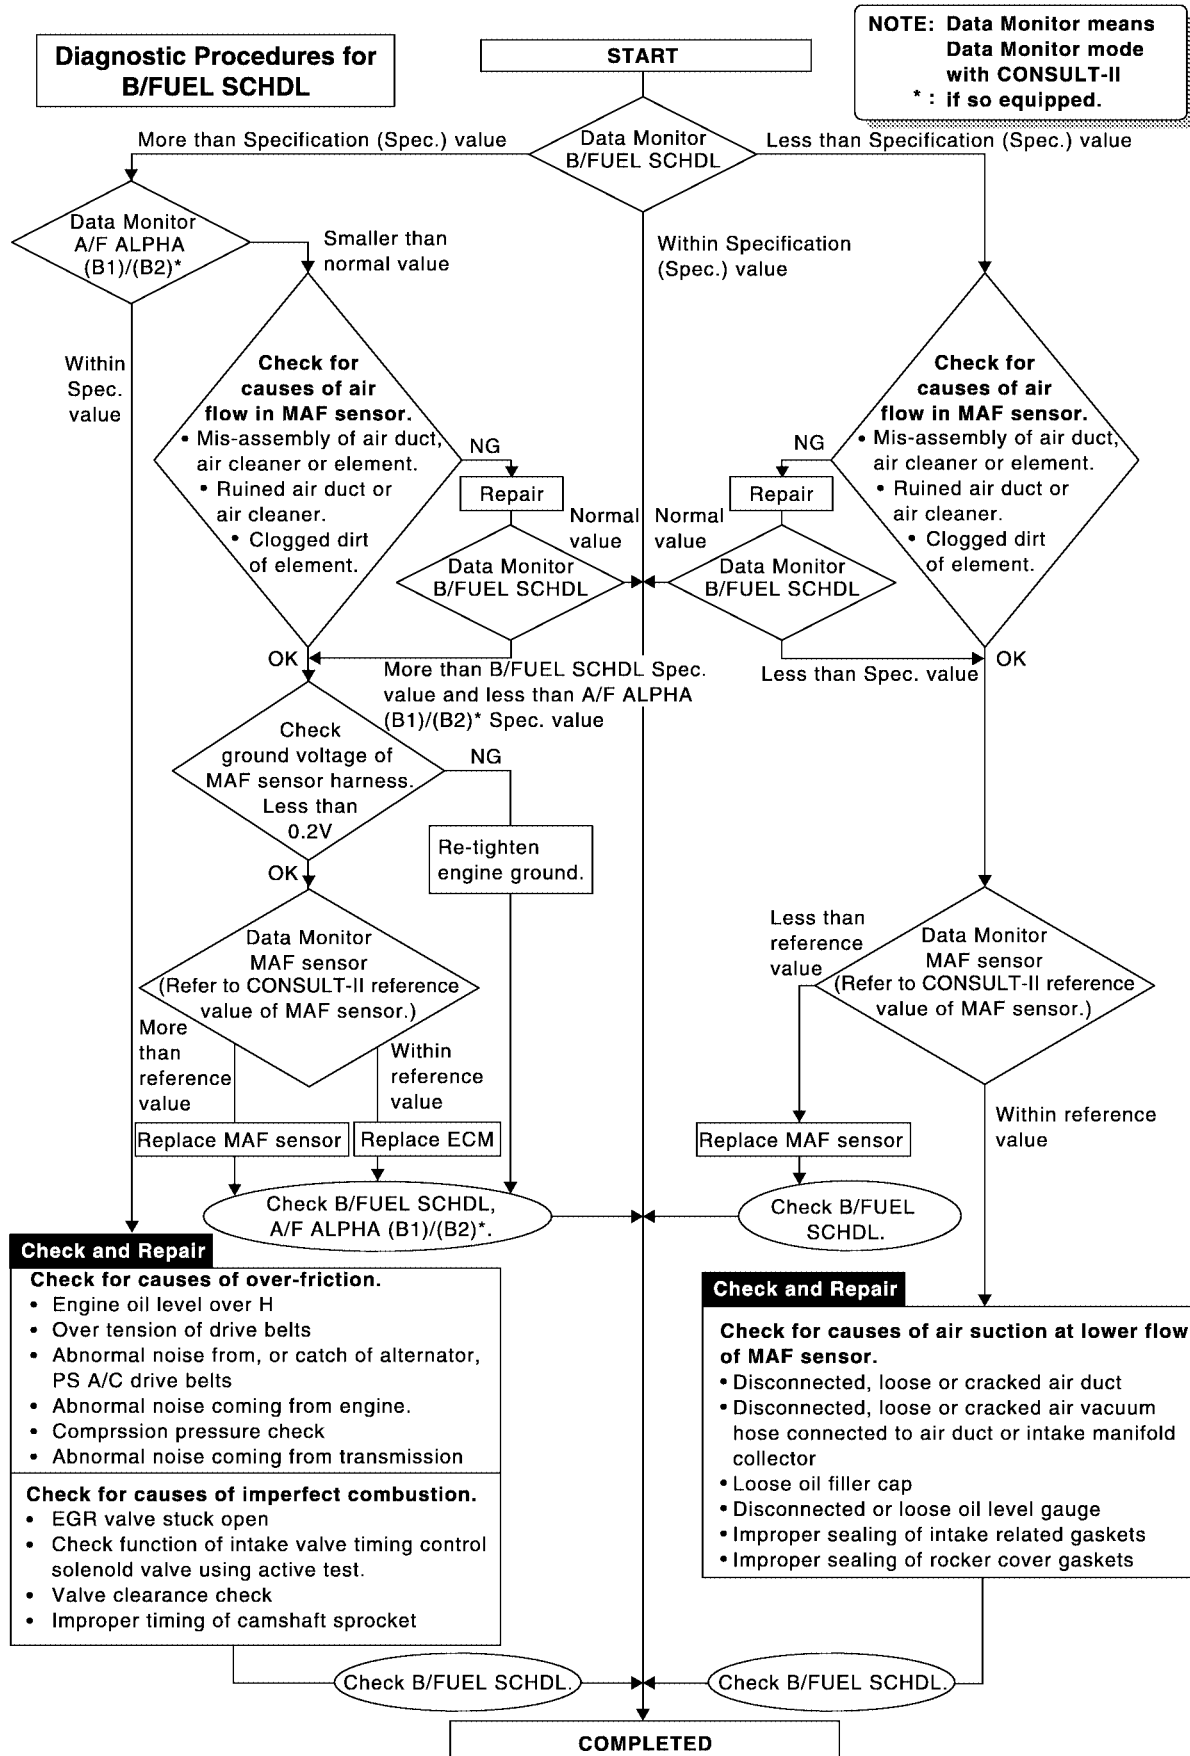 Diagnostic Procedures for
B/FUEL SCHDL
START
NOTE: Data Monitor means
Data Monitor mode
with CONSULT-II
* : if so equipped.
More than Specification (Spec.) value
Data Monitor
B/FUEL SCHDL
Less than Specification (Spec.) value
Data Monitor
A/F ALPHA
(B1)/(B2)*
Smaller than
normal value
Within Specification
(Spec.) value
Within
Spec.
value
Check for
causes of air
flow in MAF sensor.
• Mis-assembly of air duct,
air cleaner or element.
• Ruined air duct or
air cleaner.
• Clogged dirt
of element.
NG
Repair
Normal
value
Data Monitor
B/FUEL SCHDL
Check for
causes of air
flow in MAF sensor.
• Mis-assembly of air duct,
air cleaner or element.
• Ruined air duct or
air cleaner.
• Clogged dirt
of element.
NG
Repair
Normal
value
Data Monitor
B/FUEL SCHDL
OK
More than B/FUEL SCHDL Spec.
value and less than A/F ALPHA
(B1)/(B2)* Spec. value
Less than Spec. value
OK
Check
ground voltage of
MAF sensor harness.
Less than
0.2V
NG
Re-tighten
engine ground.
OK
Data Monitor
MAF sensor
(Refer to CONSULT-II reference
value of MAF sensor.)
More
than
reference
value
Within
reference
value
Replace MAF sensor
Replace ECM
Check B/FUEL SCHDL,
A/F ALPHA (B1)/(B2)*.
Less than
reference
value
Data Monitor
MAF sensor
(Refer to CONSULT-II reference
value of MAF sensor.)
Within reference
value
Replace MAF sensor
Check B/FUEL
SCHDL.
Check and Repair
Check for causes of over-friction.
• Engine oil level over H
• Over tension of drive belts
• Abnormal noise from, or catch of alternator,
PS A/C drive belts
• Abnormal noise coming from engine.
• Comprssion pressure check
• Abnormal noise coming from transmission
Check for causes of imperfect combustion.
• EGR valve stuck open
• Check function of intake valve timing control
solenold valve using active test.
• Valve clearance check
• Improper timing of camshaft sprocket
Check and Repair
Check for causes of air suction at lower flow
of MAF sensor.
• Disconnected, loose or cracked air duct
• Disconnected, loose or cracked air vacuum
hose connected to air duct or intake manifold
collector
• Loose oil filler cap
• Disconnected or loose oil level gauge
• Improper sealing of intake related gaskets
• Improper sealing of rocker cover gaskets
Check B/FUEL SCHDL.
Check B/FUEL SCHDL.
COMPLETED